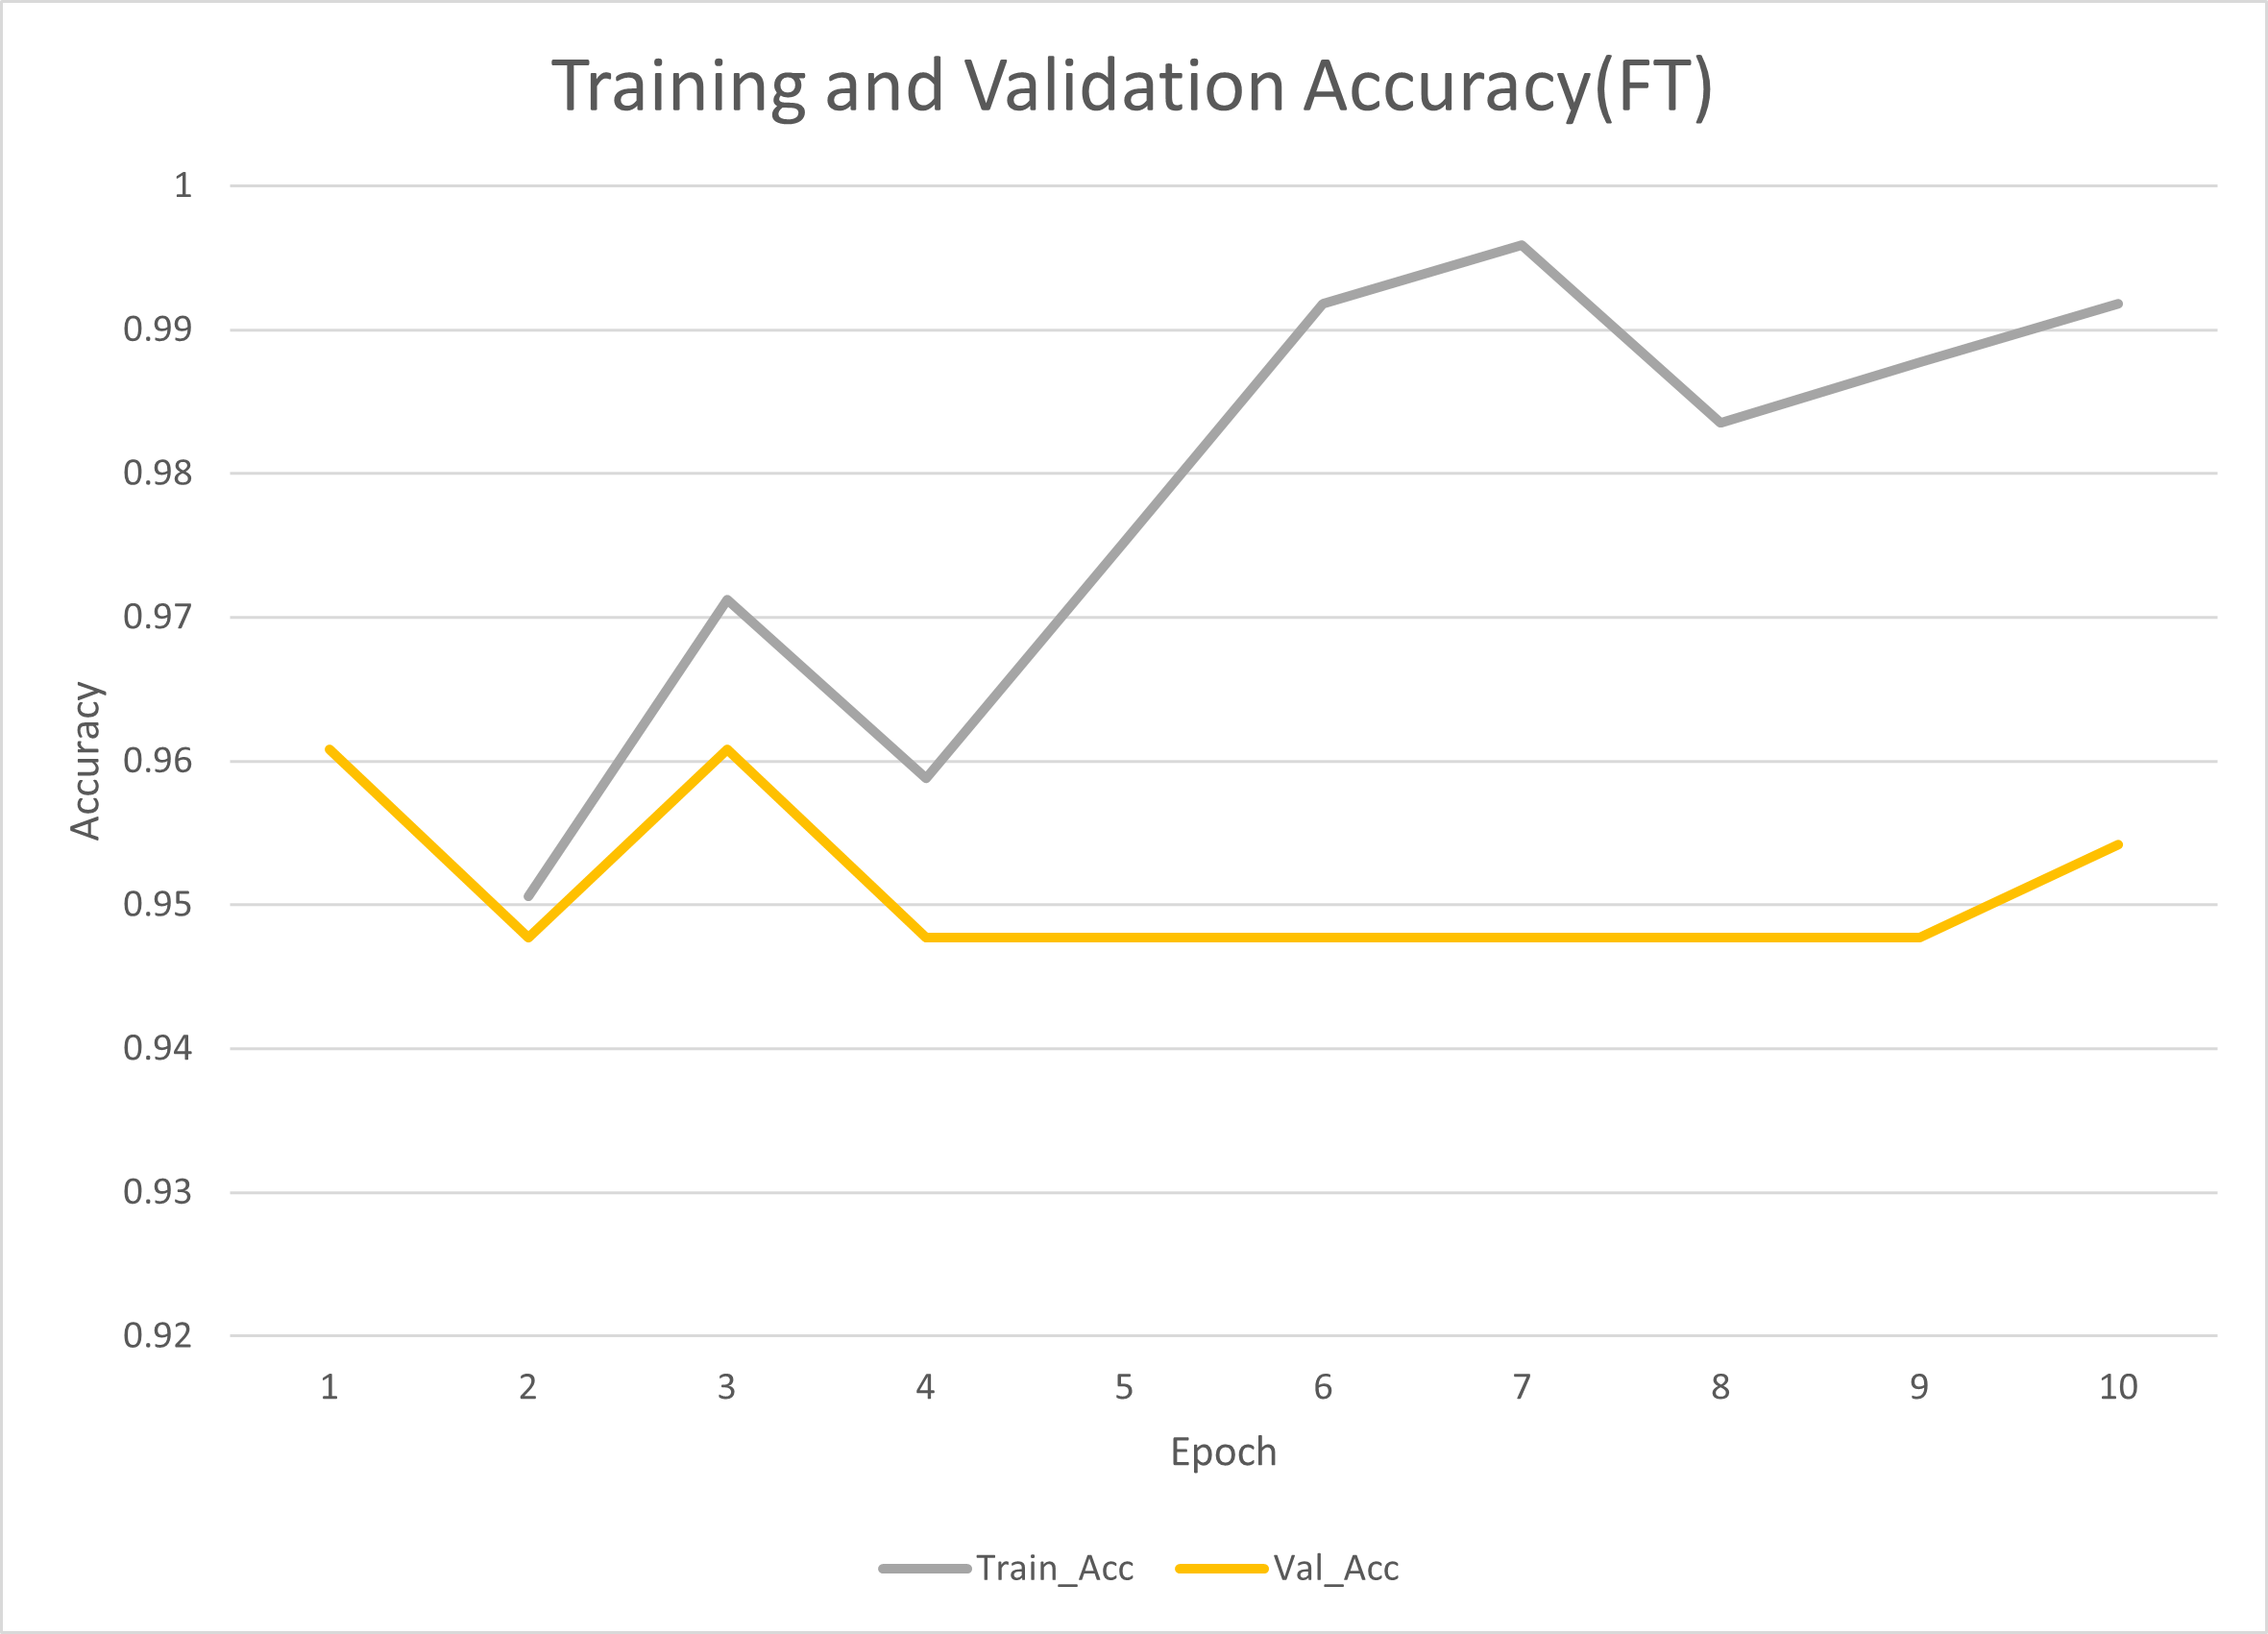 Training and Validation Accuracy(FT)
1
0.99
0.98
0.97
0.96
0.95
0.94
0.93
0.92
Accuracy
1 2 3 4 5 6 7 8 9 10
Epoch
Train_Acc Val_Acc